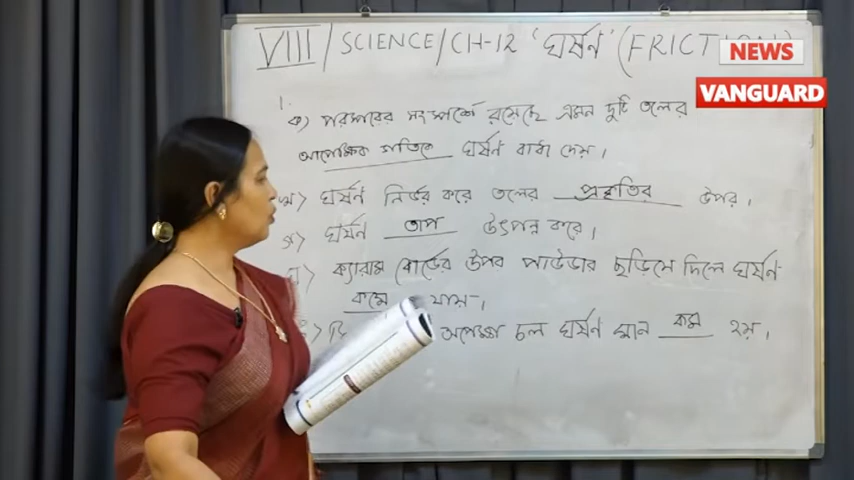 VIII / SCIENCE / CH-12 'ঘর্ষণ' (FRICTION)
NEWS
VANGUARD
1.
ক) পরস্পরের সংস্পর্শে রয়েছে এমন দুটি তলের
আপেক্ষিক গতিকে ঘর্ষণ বাধা দেয়।
খ> ঘর্ষণ নির্ভর করে তলের প্রকৃতির উপর।
গ> ঘর্ষণ তাপ উৎপন্ন করে।
ক্যারাম বোর্ডের উপর পাউডার ছড়িয়ে দিলে ঘর্ষণ
কমে যায়।
অপেক্ষা চল ঘর্ষণ মান কম হয়।